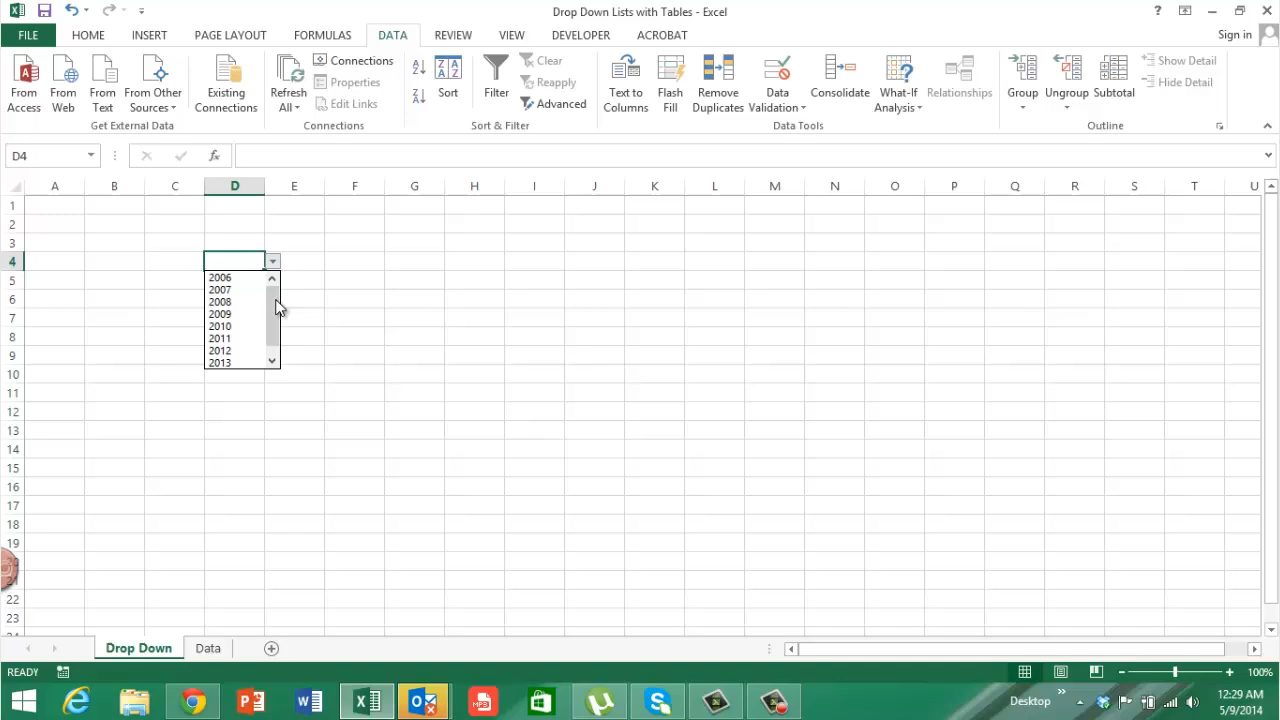 Drop Down Lists with Tables - Excel
?
FILE HOME INSERT PAGE LAYOUT FORMULAS DATA REVIEW VIEW DEVELOPER ACROBAT Sign in
From Access
From Web
From Text
From Other Sources
Existing Connections
Get External Data
Refresh All
Connections
Properties
Edit Links
Connections
Sort
Filter
Clear
Reapply
Advanced
Sort & Filter
Text to Columns
Flash Fill
Remove Duplicates
Data Validation
Consolidate
What-If Analysis
Relationships
Data Tools
Group
Ungroup
Subtotal
Show Detail
Hide Detail
Outline
D4 fx
A B C D E F G H I J K L M N O P Q R S T U
1
2
3
4
5
6
7
8
9
10
11
12
13
14
15
16
17
18
19
22
23
2006
2007
2008
2009
2010
2011
2012
2013
Drop Down Data
READY 100%
Desktop 12:29 AM
5/9/2014